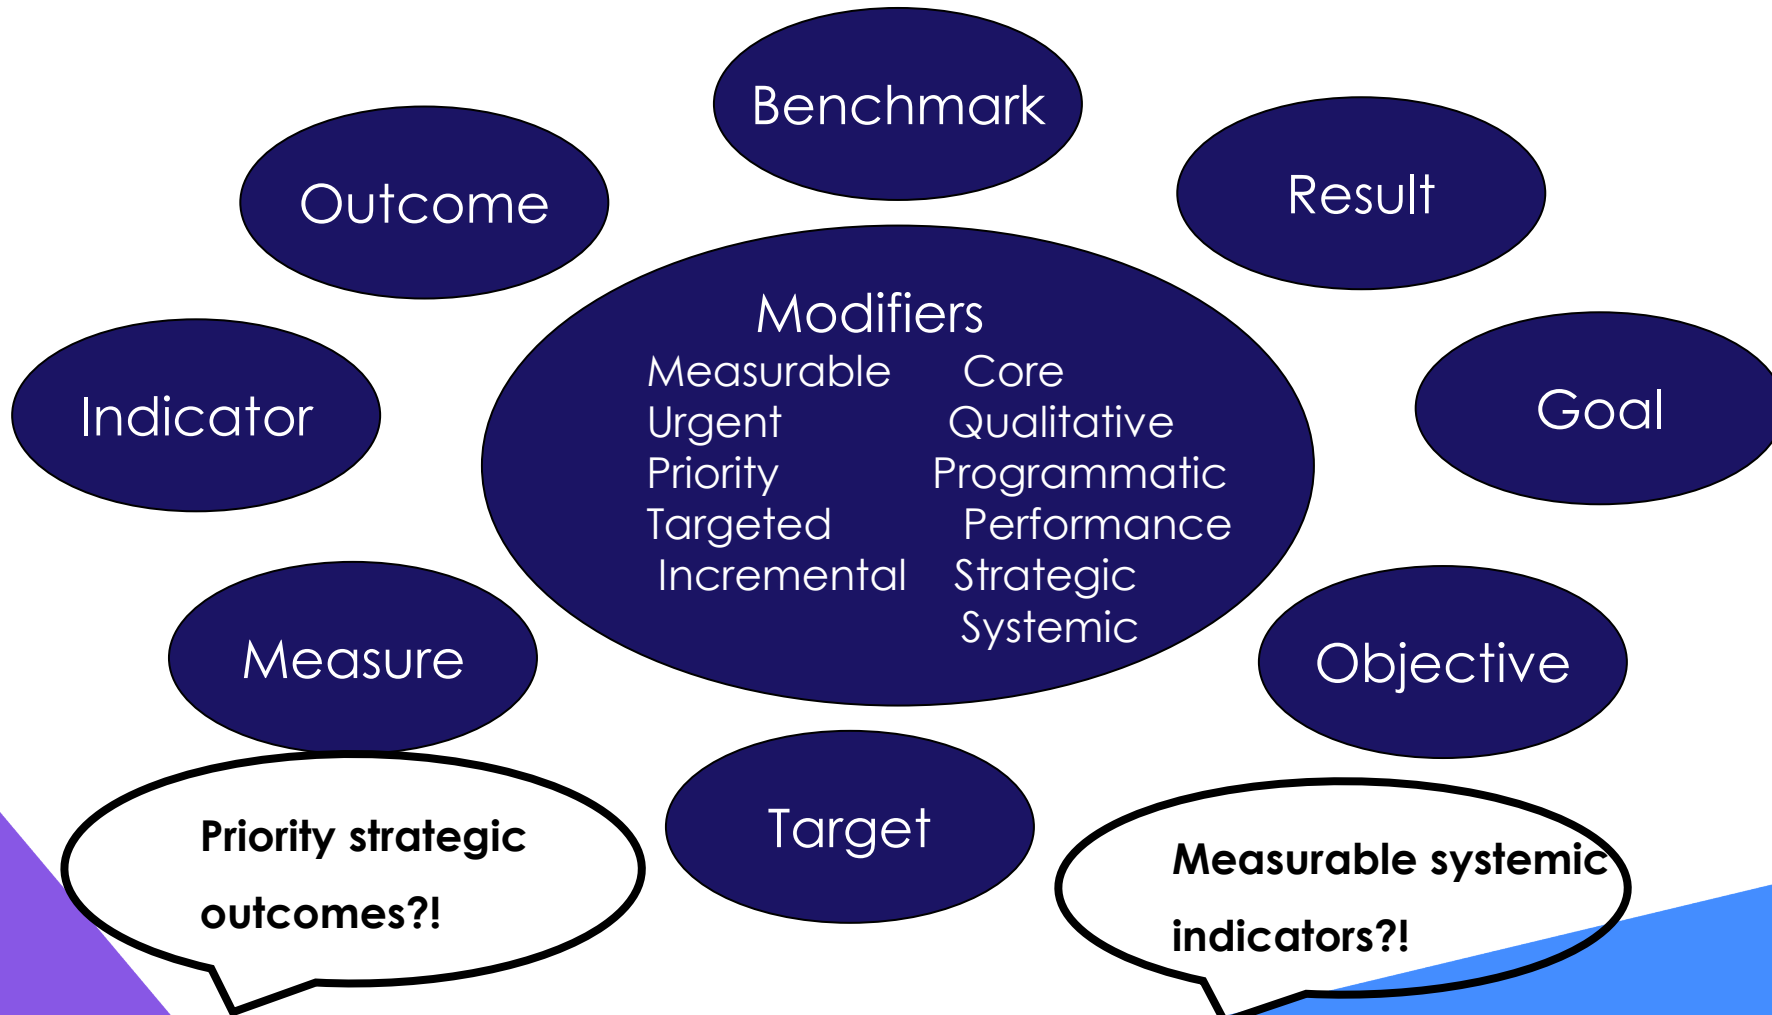 Benchmark
Outcome
Result
Modifiers
Measurable Core
Urgent Qualitative
Priority Programmatic
Targeted Performance
Incremental Strategic
Systemic
Indicator
Goal
Measure
Objective
Target
Priority strategic
outcomes?!
Measurable systemic
indicators?!